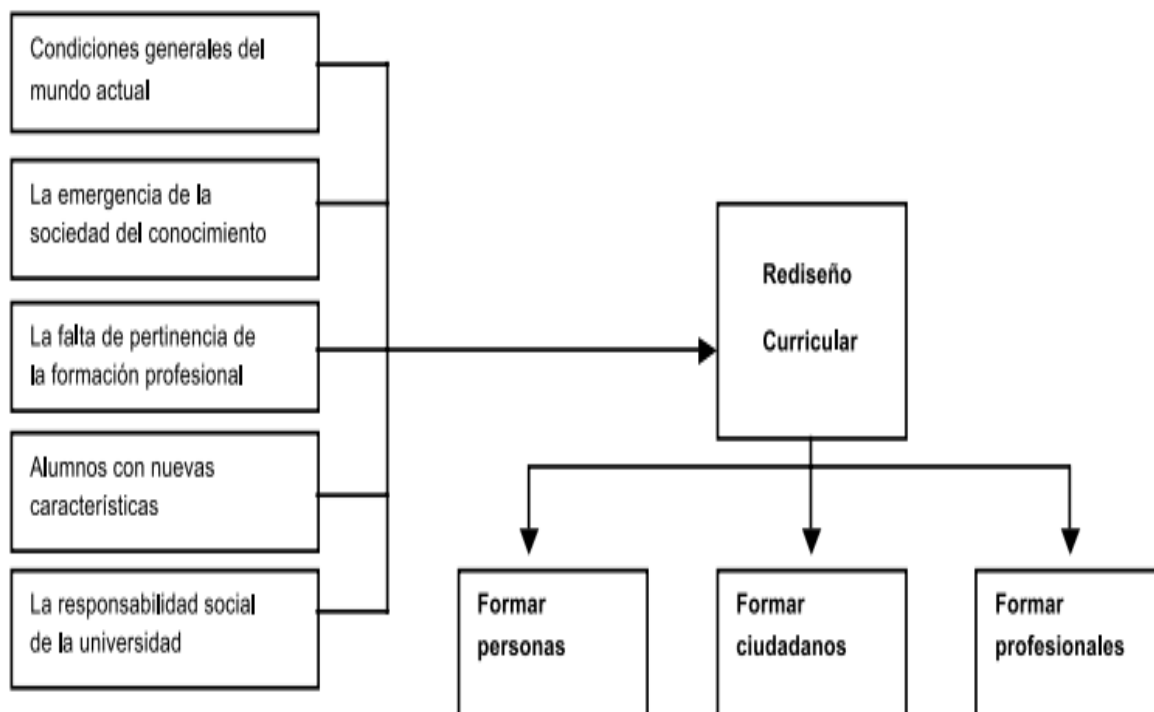 Condiciones generales del
mundo actual
La emergencia de la
sociedad del conocimiento
La falta de pertinencia de
la formación profesional
Alumnos con nuevas
características
La responsabilidad social
de la universidad
Rediseño
Curricular
Formar
personas
Formar
ciudadanos
Formar
profesionales